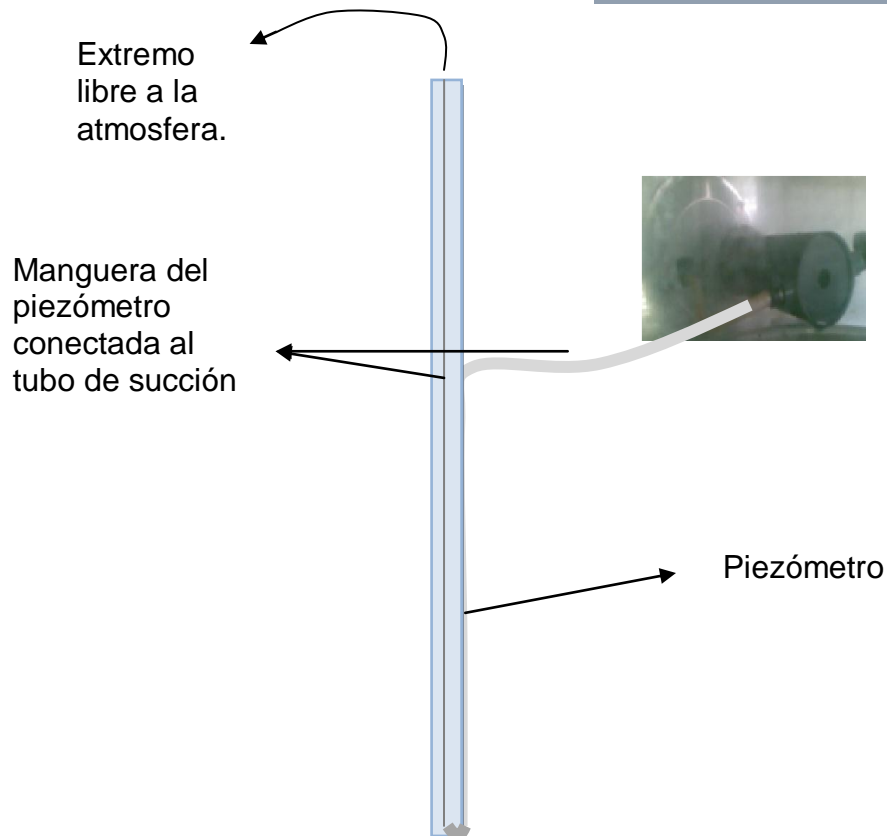 Extremo
libre a la
atmosfera.
Manguera del
piezómetro
conectada al
tubo de succión
Piezómetro